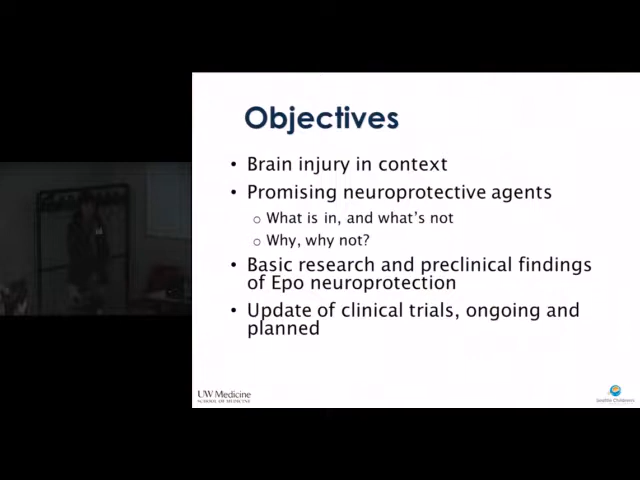 Objectives
• Brain injury in context
• Promising neuroprotective agents
o What is in, and what's not
o Why, why not?
• Basic research and preclinical findings
of Epo neuroprotection
• Update of clinical trials, ongoing and
planned
UW Medicine
SCHOOL OF MEDICINE
Seattle Children's